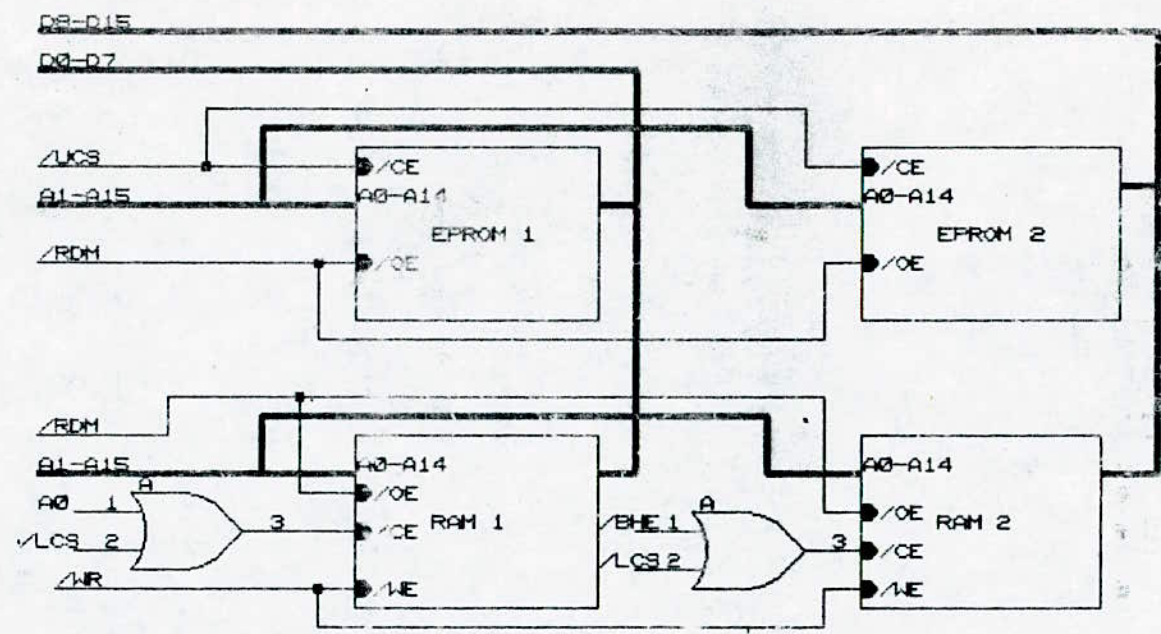 D8-D15
D0-D7
/UCS
/CE
/CE
A1-A15
A0-A14
A0-A14
EPROM 1
EPROM 2
/RDM
/OE
/OE
/RDM
A1-A15
A0-A14
A0-A14
A
A0
1
/OE
A
/OE
3
RAM 1
/BHE 1
RAM 2
/LCS 2
/CE
3
/CE
/LCS 2
/WR
/WE
/WE